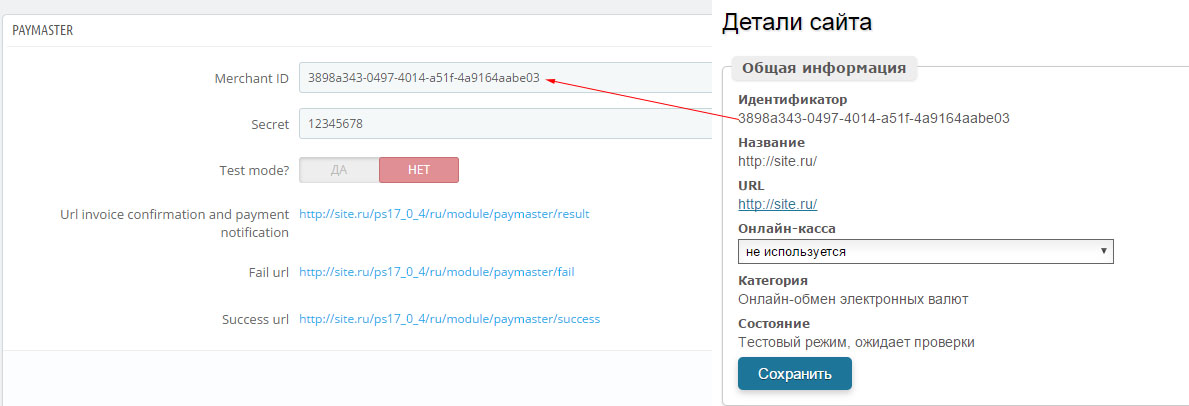 PAYMASTER
Merchant ID
3898a343-0497-4014-a51f-4a9164aabe03
Secret
12345678
Test mode?
ДА
НЕТ
Url invoice confirmation and payment
notification
http://site.ru/ps17_0_4/ru/module/paymaster/result
Fail url
http://site.ru/ps17_0_4/ru/module/paymaster/fail
Success url
http://site.ru/ps17_0_4/ru/module/paymaster/success
Детали сайта
Общая информация
Идентификатор
3898a343-0497-4014-a51f-4a9164aabe03
Название
http://site.ru/
URL
http://site.ru/
Онлайн-касса
не используется
Категория
Онлайн-обмен электронных валют
Состояние
Тестовый режим, ожидает проверки
Сохранить